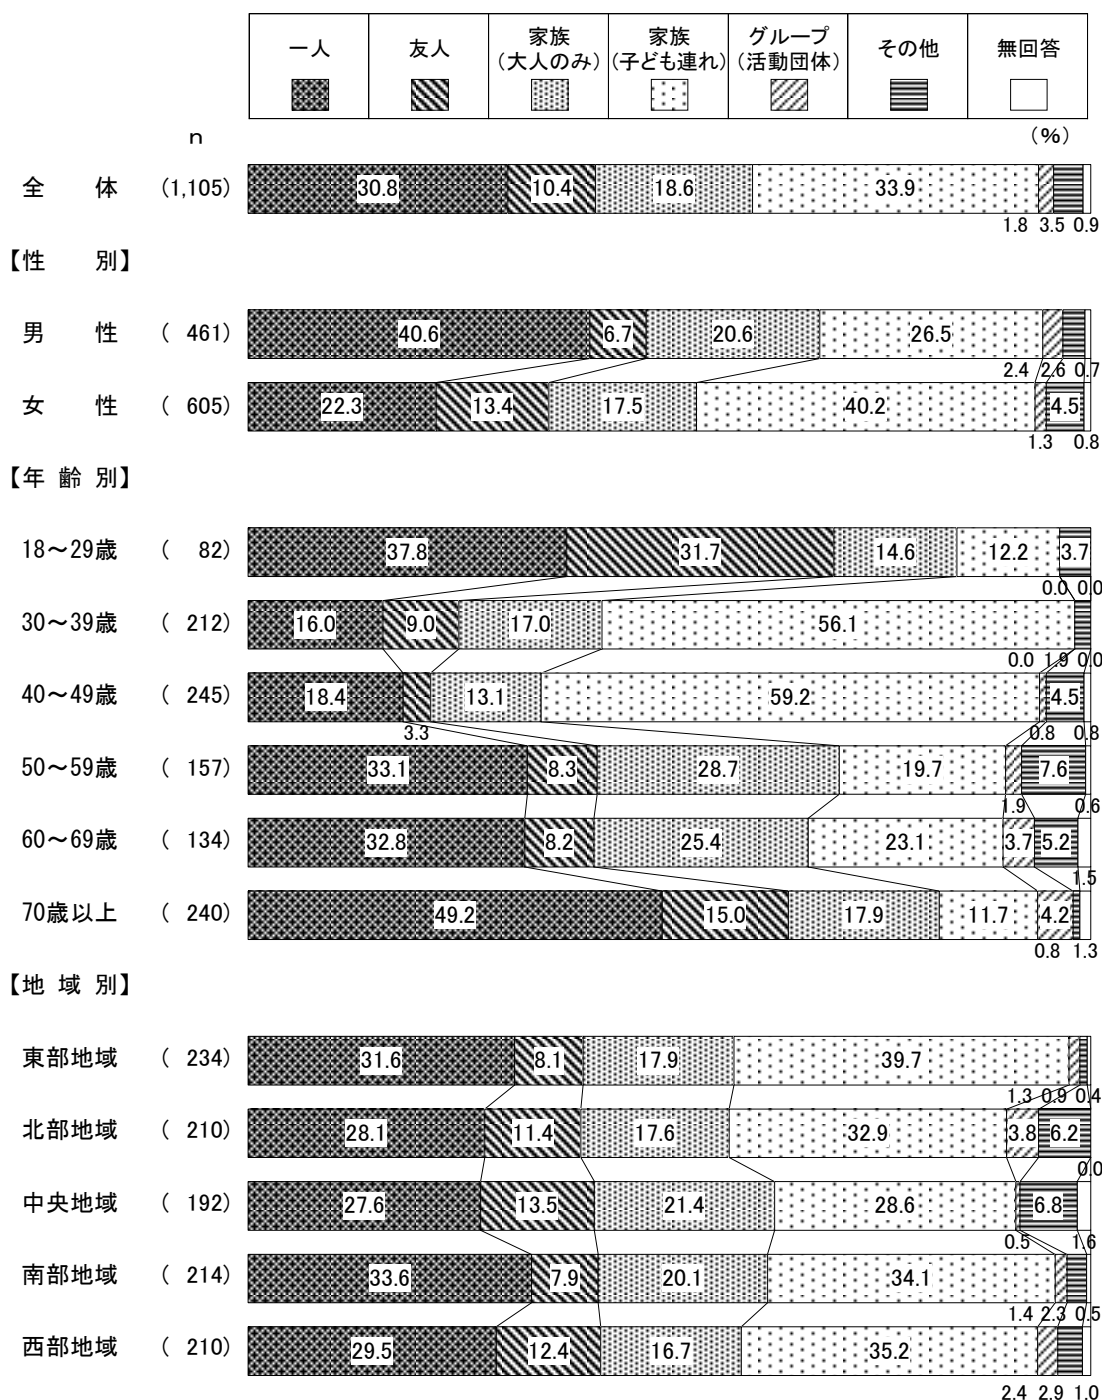 一人 友人 家族（大人のみ） 家族（子ども連れ） グループ（活動団体） その他 無回答
n （%）
全 体 (1,105) 30.8 10.4 18.6 33.9
1.8 3.5 0.9
【性 別】
男 性 ( 461) 40.6 6.7 20.6 26.5
2.4 2.6 0.7
女 性 ( 605) 22.3 13.4 17.5 40.2 4.5
1.3 0.8
【年 齢 別】
18～29歳 ( 82) 37.8 31.7 14.6 12.2 3.7
0.0 0.0
30～39歳 ( 212) 16.0 9.0 17.0 56.1
0.0 1.9 0.0
40～49歳 ( 245) 18.4 13.1 59.2 4.5
3.3 0.8 0.8
50～59歳 ( 157) 33.1 8.3 28.7 19.7 7.6
1.9 0.6
60～69歳 ( 134) 32.8 8.2 25.4 23.1 3.7 5.2
1.5
70歳以上 ( 240) 49.2 15.0 17.9 11.7 4.2
0.8 1.3
【地 域 別】
東部地域 ( 234) 31.6 8.1 17.9 39.7
1.3 0.9 0.4
北部地域 ( 210) 28.1 11.4 17.6 32.9 3.8 6.2
0.0
中央地域 ( 192) 27.6 13.5 21.4 28.6 6.8
0.5 1.6
南部地域 ( 214) 33.6 7.9 20.1 34.1
1.4 2.3 0.5
西部地域 ( 210) 29.5 12.4 16.7 35.2
2.4 2.9 1.0